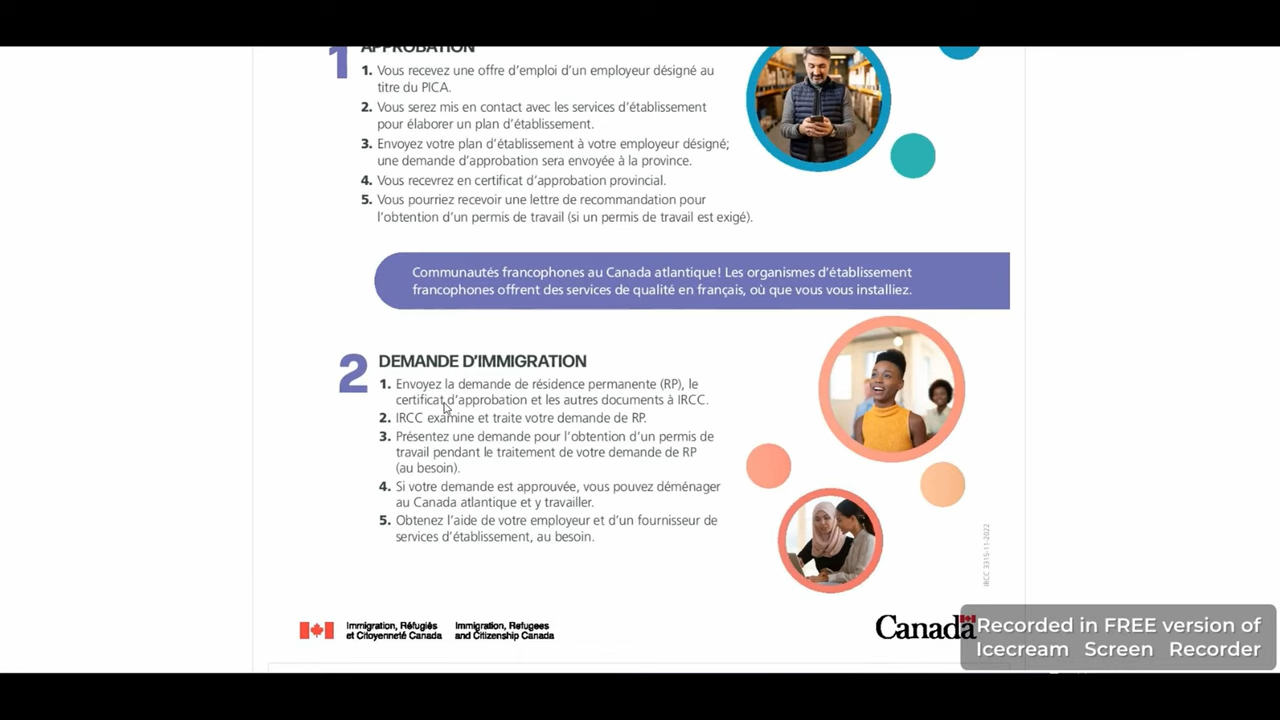 1 APPROBATION
1. Vous recevez une offre d'emploi d'un employeur désigné au
titre du PICA.
2. Vous serez mis en contact avec les services d'établissement
pour élaborer un plan d'établissement.
3. Envoyez votre plan d'établissement à votre employeur désigné;
une demande d'approbation sera envoyée à la province.
4. Vous recevrez en certificat d'approbation provincial.
5. Vous pourriez recevoir une lettre de recommandation pour
l'obtention d'un permis de travail (si un permis de travail est exigé).
Communautés francophones au Canada atlantique! Les organismes d'établissement
francophones offrent des services de qualité en français, où que vous vous installiez.
2 DEMANDE D'IMMIGRATION
1. Envoyez la demande de résidence permanente (RP), le
certificat d'approbation et les autres documents à IRCC.
2. IRCC examine et traite votre demande de RP.
3. Présentez une demande pour l'obtention d'un permis de
travail pendant le traitement de votre demande de RP
(au besoin).
4. Si votre demande est approuvée, vous pouvez déménager
au Canada atlantique et y travailler.
5. Obtenez l'aide de votre employeur et d'un fournisseur de
services d'établissement, au besoin.
IRCC 3315-11-2022
Immigration, Réfugiés
et Citoyenneté Canada
Immigration, Refugees
and Citizenship Canada
Canada
Recorded in FREE version of
Icecream Screen Recorder